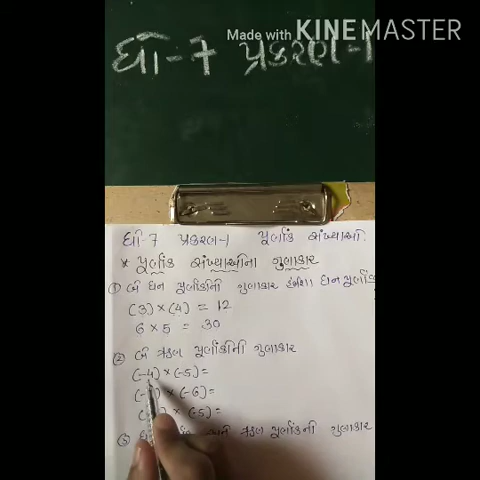 Made with KINEMASTER
ધો-7 પ્રકરણ-1
ધો-7 પ્રકરણ-1 પૂર્ણાંક સંખ્યાઓ.
* પૂર્ણાંક સંખ્યાઓના ગુણાકાર
① બે ધન પૂર્ણાંકોનો ગુણાકાર હંમેશા ધન પૂર્ણાંક
(3) × (4) = 12
6 × 5 = 30
② બે ઋણ પૂર્ણાંકોનો ગુણાકાર
(-4) × (-5) =
× (-6) =
× (-5) =
③ પૂર્ણાંકની ગુણાકાર